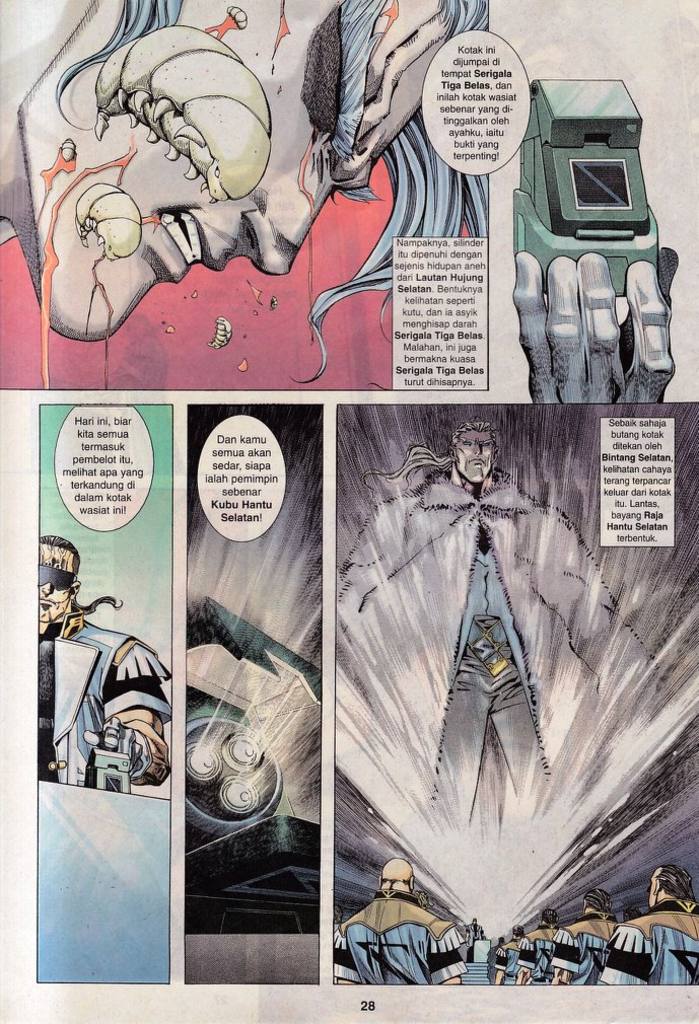 Kotak ini
dijumpai di
tempat Serigala
Tiga Belas, dan
inilah kotak wasiat
sebenar yang di-
tinggalkan oleh
ayahku, iaitu
bukti yang
terpenting!
Nampaknya, silinder
itu dipenuhi dengan
sejenis hidupan aneh
dari Lautan Hujung
Selatan. Bentuknya
kelihatan seperti
kutu, dan ia asyik
menghisap darah
Serigala Tiga Belas.
Malahan, ini juga
bermakna kuasa
Serigala Tiga Belas
turut dihisapnya.
Hari ini, biar
kita semua
termasuk
pembelot itu,
melihat apa yang
terkandung di
dalam kotak
wasiat ini!
Dan kamu
semua akan
sedar, siapa
ialah pemimpin
sebenar
Kubu Hantu
Selatan!
Sebaik sahaja
butang kotak
ditekan oleh
Bintang Selatan,
kelihatan cahaya
terang terpancar
keluar dari kotak
itu. Lantas,
bayang Raja
Hantu Selatan
terbentuk.
28